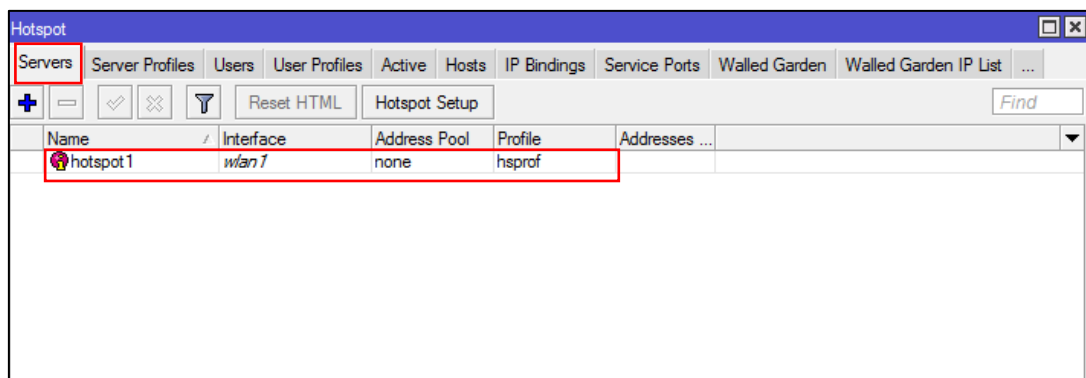 Hotspot
Servers Server Profiles Users User Profiles Active Hosts IP Bindings Service Ports Walled Garden Walled Garden IP List ...
Reset HTML Hotspot Setup Find
Name Interface Address Pool Profile Addresses ...
hotspot1 wlan1 none hsprof